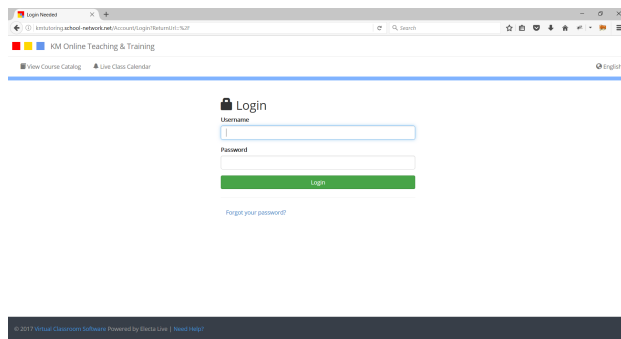 Login Needed
kmtutoring.school-network.net/Account/Login?ReturnUrl=%2F
Search
KM Online Teaching & Training
View Course Catalog Live Class Calendar English
Login
Username
Password
Login
Forgot your password?
© 2017 Virtual Classroom Software Powered by Electa Live | Need Help?